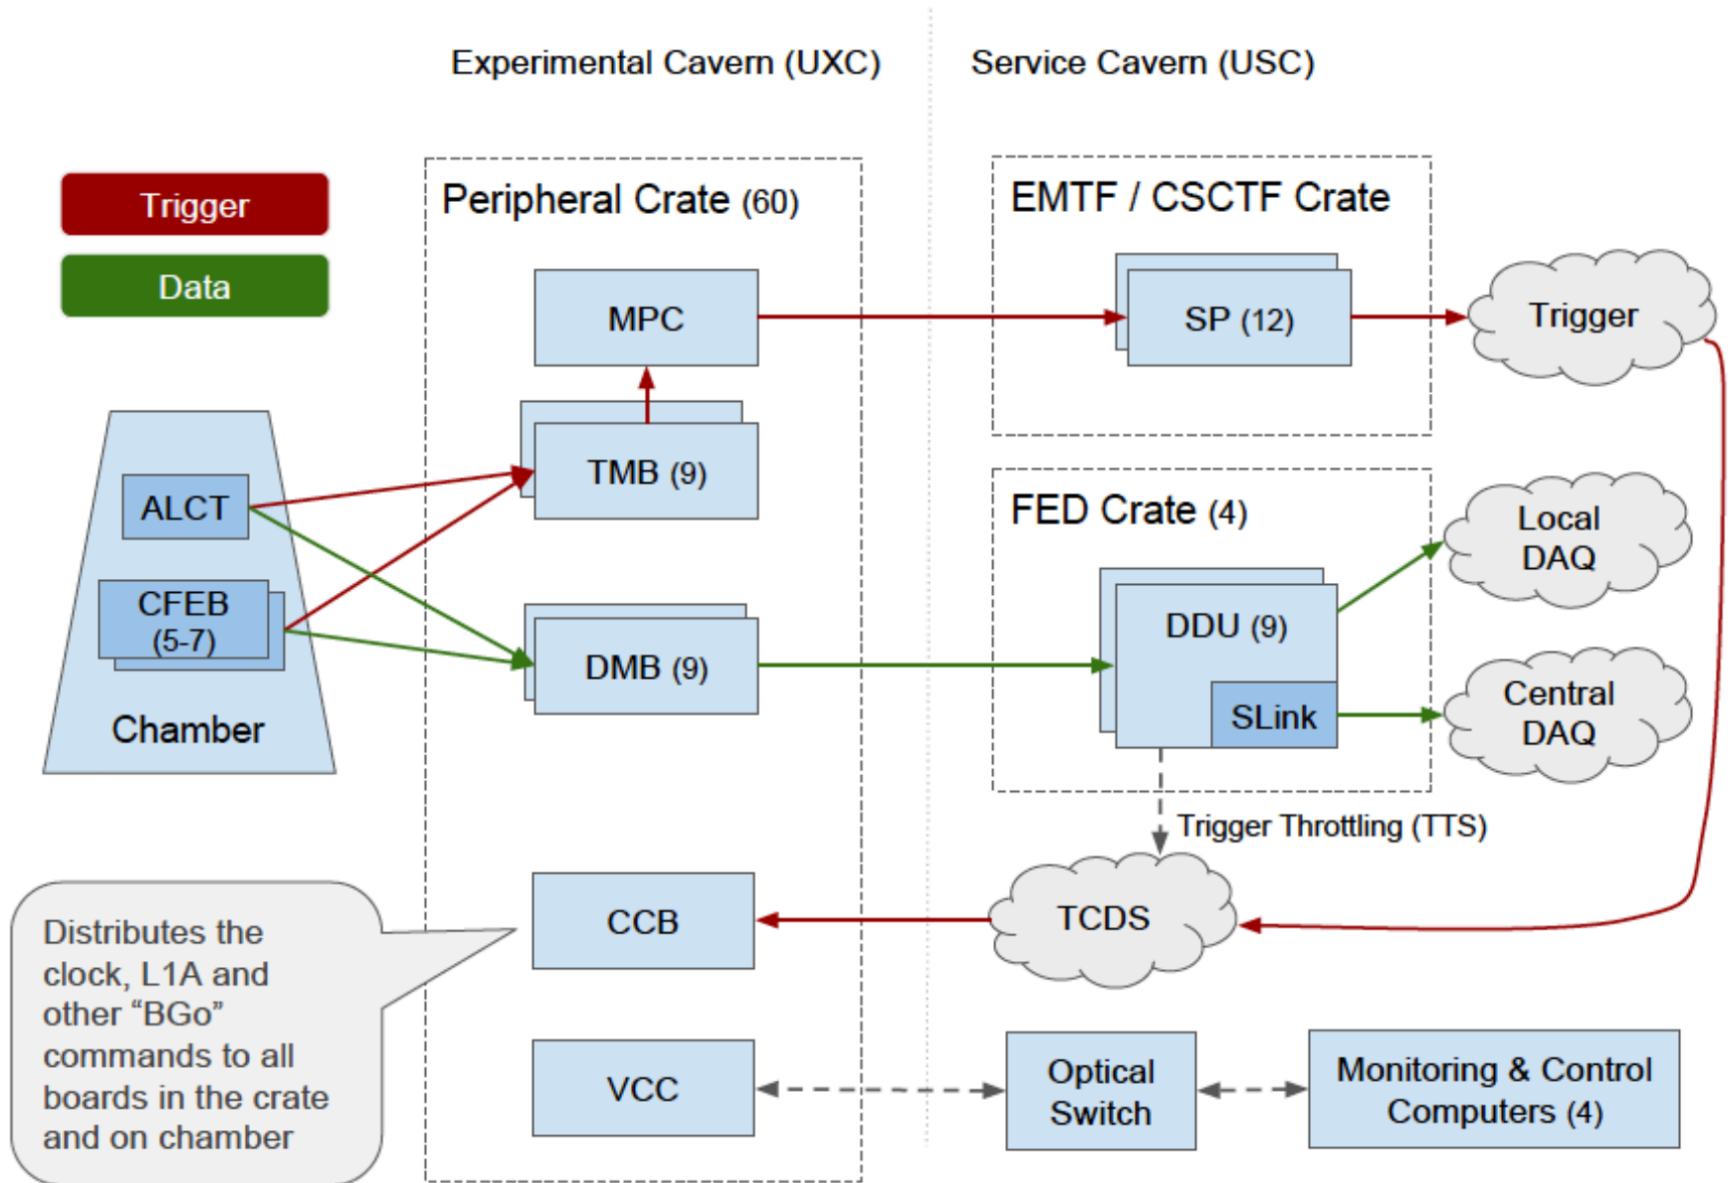 Experimental Cavern (UXC)
Service Cavern (USC)
Trigger
Data
Peripheral Crate (60)
EMTF / CSCTF Crate
MPC
SP (12)
Trigger
TMB (9)
ALCT
CFEB
(5-7)
Chamber
DMB (9)
FED Crate (4)
DDU (9)
SLink
Local
DAQ
Central
DAQ
Trigger Throttling (TTS)
TCDS
CCB
Distributes the
clock, L1A and
other “BGo”
commands to all
boards in the crate
and on chamber
VCC
Optical
Switch
Monitoring & Control
Computers (4)